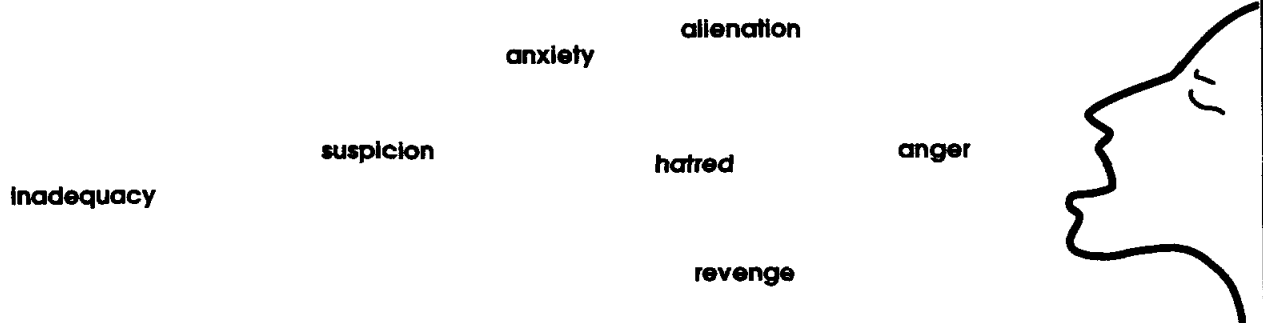 alienation
anxiety
suspicion
hatred
anger
inadequacy
revenge